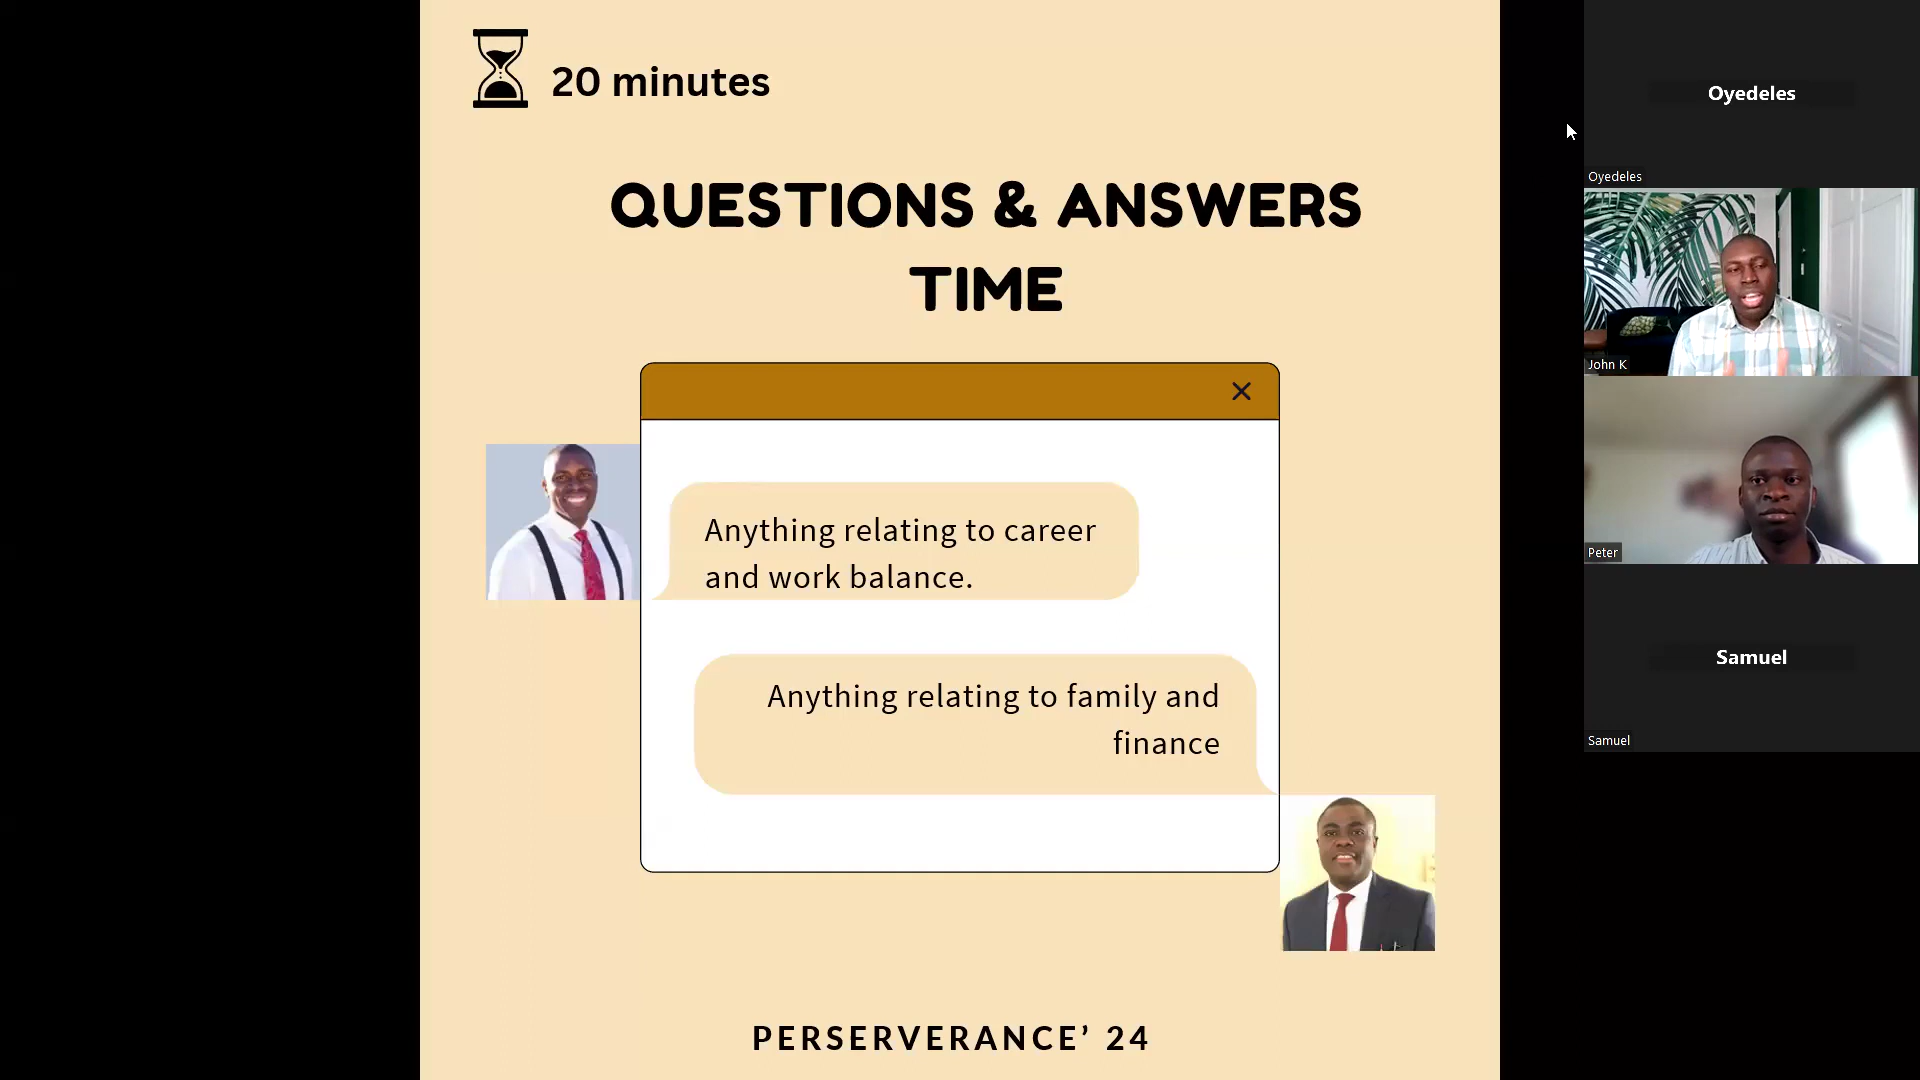 20 minutes
QUESTIONS & ANSWERS
TIME
Anything relating to career
and work balance.
Anything relating to family and
finance
PERSERVERANCE’ 24
Oyedeles
Oyedeles
John K
Peter
Samuel
Samuel